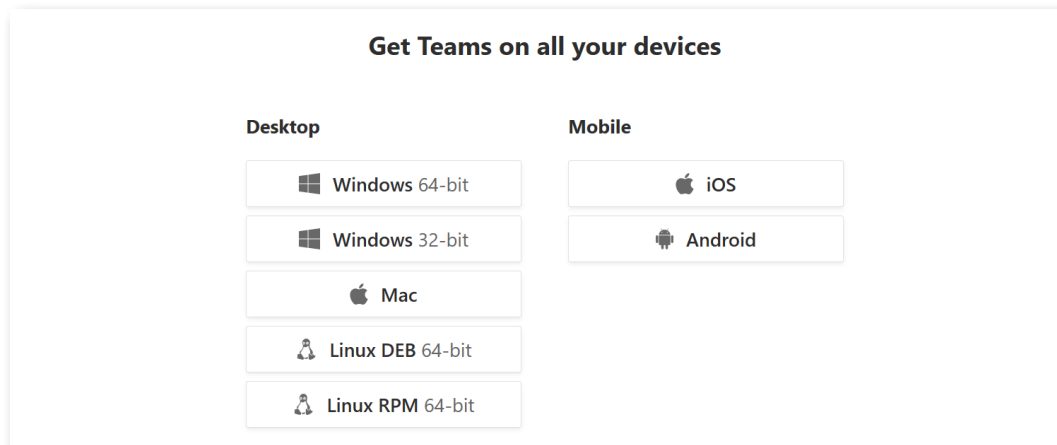 Get Teams on all your devices
Desktop
Windows 64-bit
Windows 32-bit
Mac
Linux DEB 64-bit
Linux RPM 64-bit
Mobile
iOS
Android